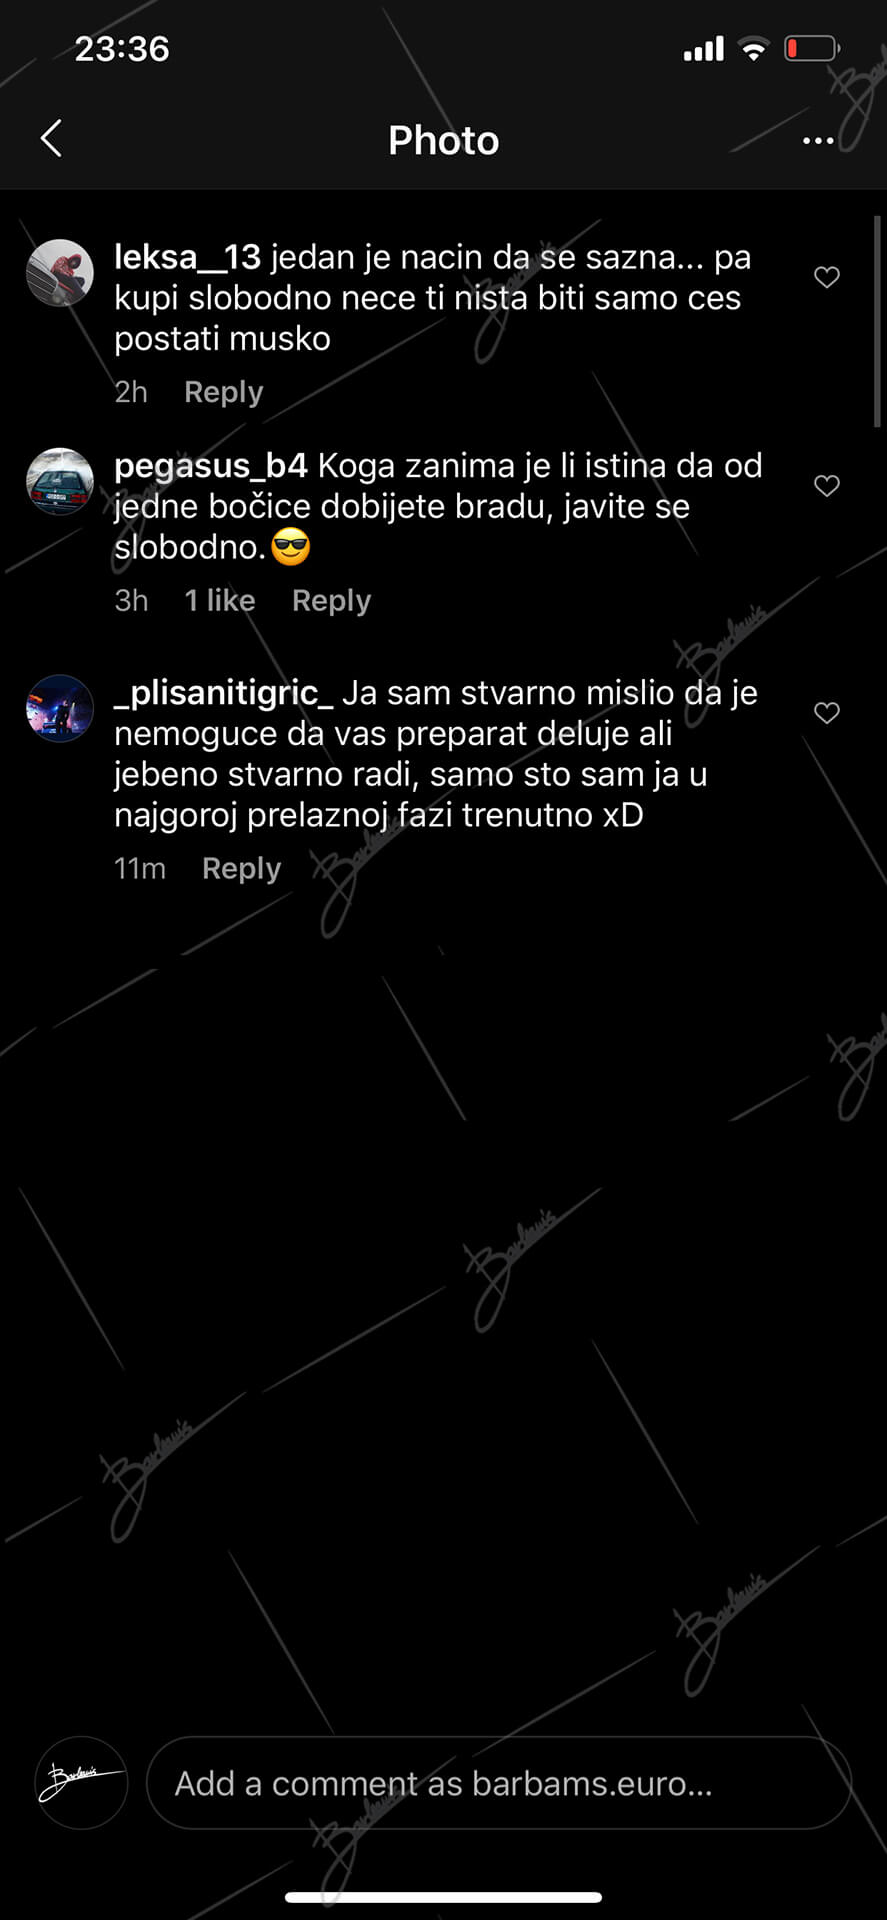 23:36
Photo
leksa__13 jedan je nacin da se sazna... pa
kupi slobodno nece ti nista biti samo ces
postati musko
2h Reply
pegasus_b4 Koga zanima je li istina da od
jedne bočice dobijete bradu, javite se
slobodno.😎
3h 1 like Reply
_plisanitigric_ Ja sam stvarno mislio da je
nemoguce da vas preparat deluje ali
jebeno stvarno radi, samo sto sam ja u
najgoroj prelaznoj fazi trenutno xD
11m Reply
Add a comment as barbams.euro...